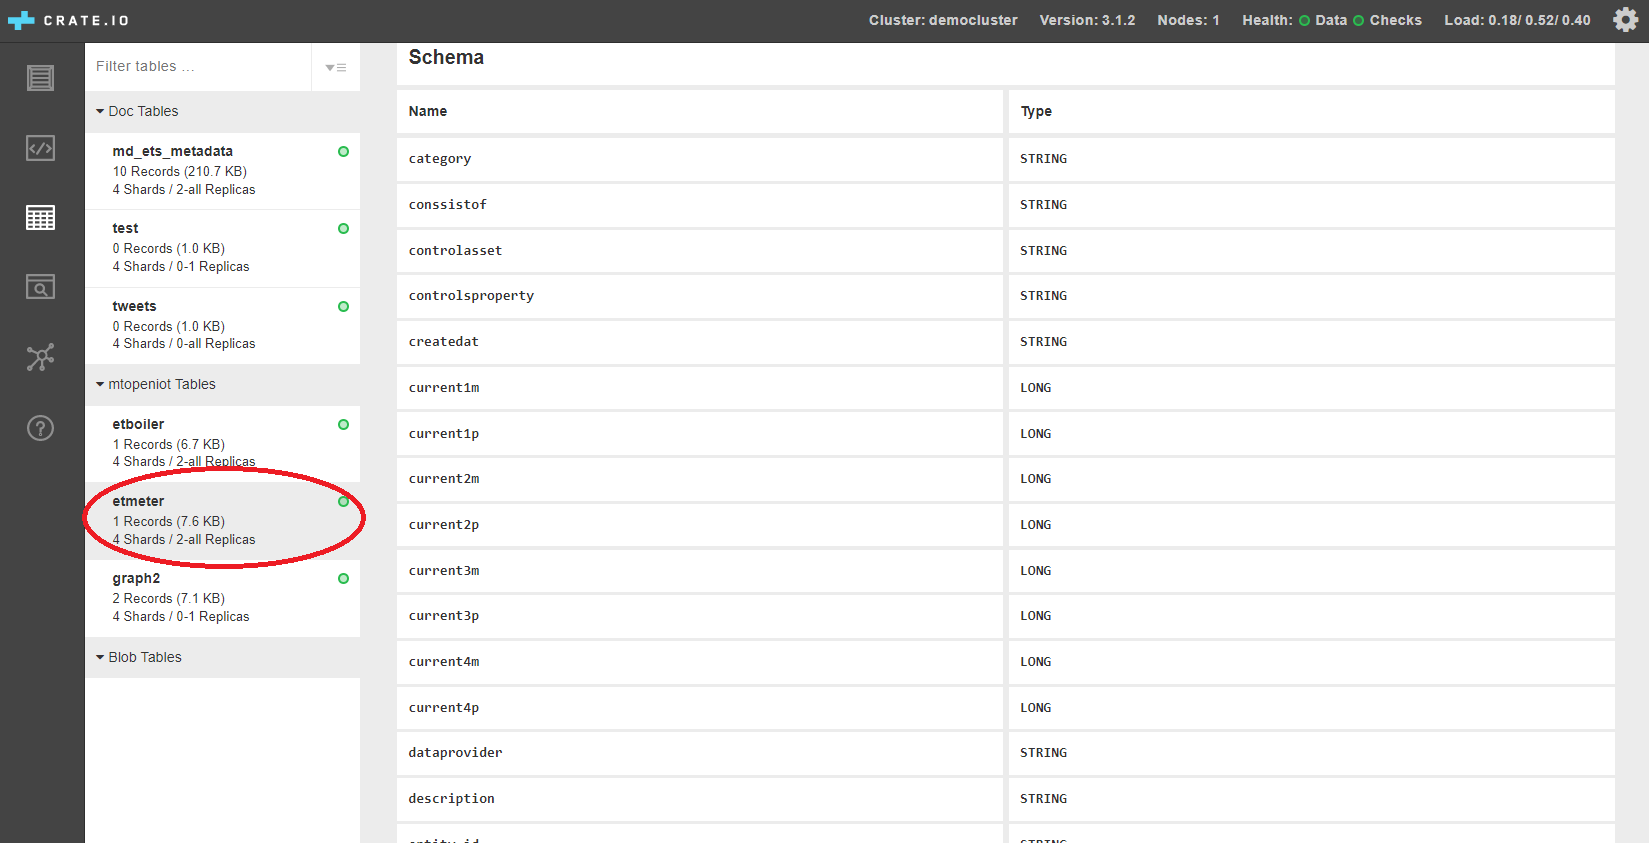 CRATE.IO
Cluster: democluster Version: 3.1.2 Nodes: 1 Health: Data Checks Load: 0.18/ 0.52/ 0.40
Filter tables ...
Doc Tables
md_ets_metadata
10 Records (210.7 KB)
4 Shards / 2-all Replicas
test
0 Records (1.0 KB)
4 Shards / 0-1 Replicas
tweets
0 Records (1.0 KB)
4 Shards / 0-all Replicas
mtopeniot Tables
etboiler
1 Records (6.7 KB)
4 Shards / 2-all Replicas
etmeter
1 Records (7.6 KB)
4 Shards / 2-all Replicas
graph2
2 Records (7.1 KB)
4 Shards / 0-1 Replicas
Blob Tables
Schema
Name Type
category STRING
conssistof STRING
controlasset STRING
controlsproperty STRING
createdat STRING
current1m LONG
current1p LONG
current2m LONG
current2p LONG
current3m LONG
current3p LONG
current4m LONG
current4p LONG
dataprovider STRING
description STRING
entity_id STRING